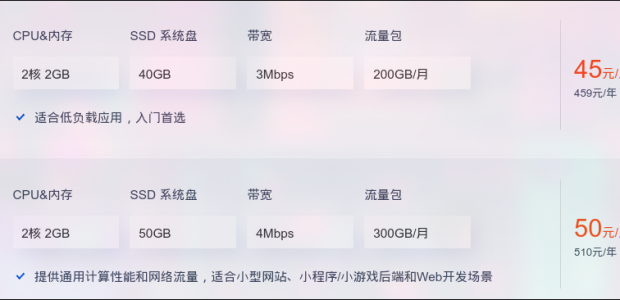 CPU&内存 SSD 系统盘 带宽 流量包
2核 2GB 40GB 3Mbps 200GB/月
45元/
459元/年
适合低负载应用，入门首选
CPU&内存 SSD 系统盘 带宽 流量包
2核 2GB 50GB 4Mbps 300GB/月
50元/
510元/年
提供通用计算性能和网络流量，适合小型网站、小程序/小游戏后端和Web开发场景